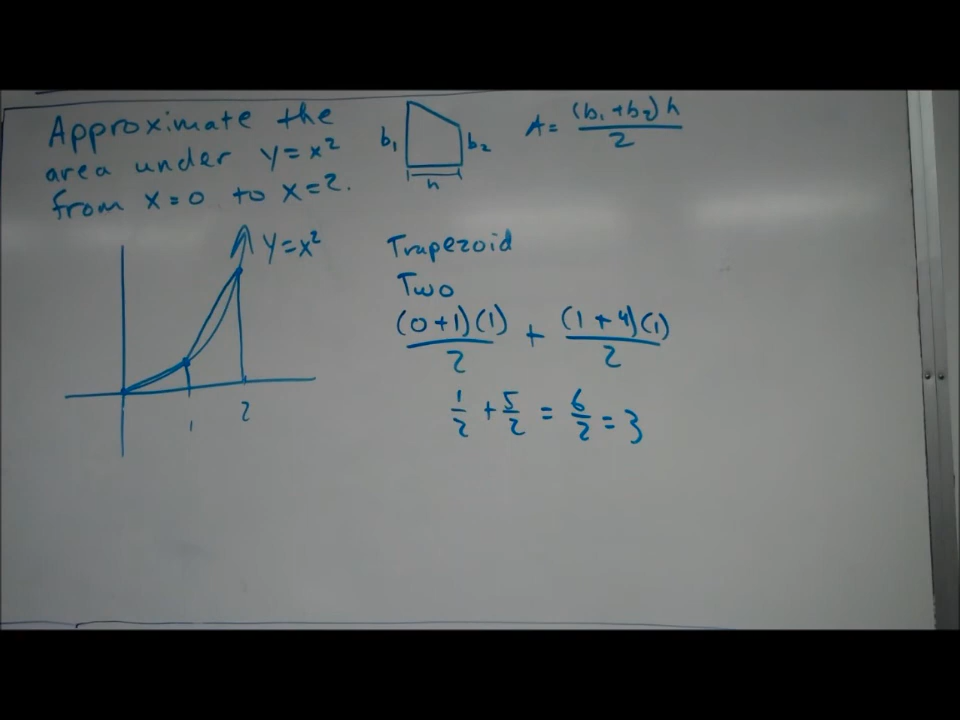 Approximate the
area under y=x²
from x=0 to x=2.
b₁
b₂
h
A= (b₁+b₂)h/2
y=x²
1
2
Trapezoid
Two
(0+1)(1)/2 + (1+4)(1)/2
1/2 + 5/2 = 6/2 = 3